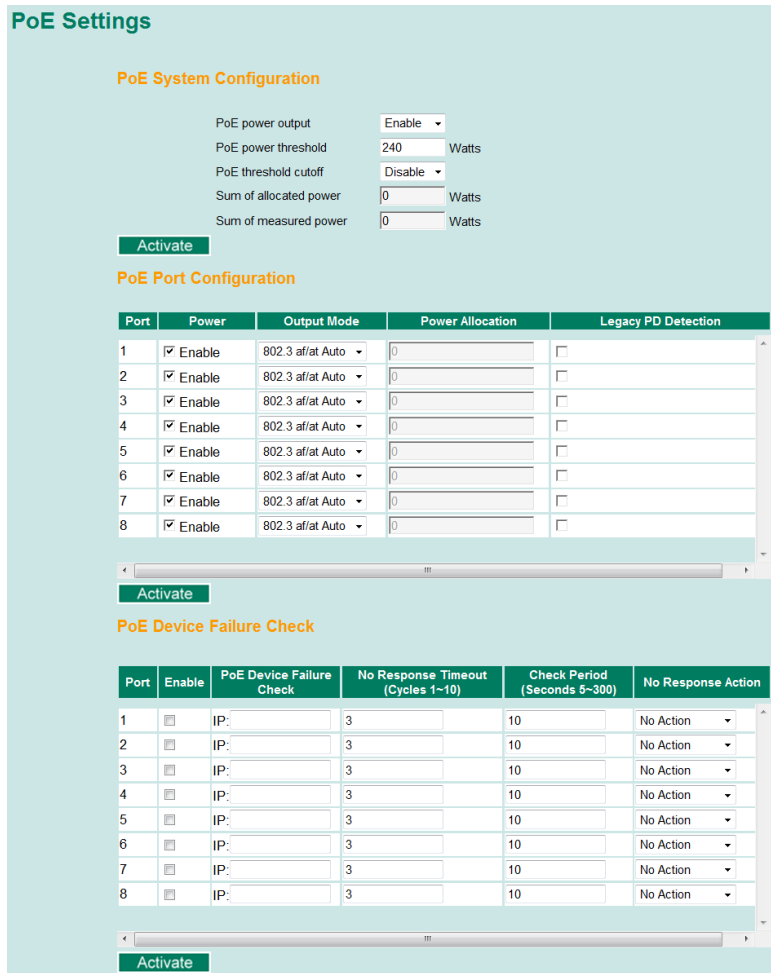 PoE Settings
PoE System Configuration
PoE power output Enable
PoE power threshold 240 Watts
PoE threshold cutoff Disable
Sum of allocated power 0 Watts
Sum of measured power 0 Watts
Activate
PoE Port Configuration
Port Power Output Mode Power Allocation Legacy PD Detection
1 Enable 802.3 af/at Auto 0
2 Enable 802.3 af/at Auto 0
3 Enable 802.3 af/at Auto 0
4 Enable 802.3 af/at Auto 0
5 Enable 802.3 af/at Auto 0
6 Enable 802.3 af/at Auto 0
7 Enable 802.3 af/at Auto 0
8 Enable 802.3 af/at Auto 0
Activate
PoE Device Failure Check
Port Enable PoE Device Failure Check No Response Timeout (Cycles 1~10) Check Period (Seconds 5~300) No Response Action
1 IP: 3 10 No Action
2 IP: 3 10 No Action
3 IP: 3 10 No Action
4 IP: 3 10 No Action
5 IP: 3 10 No Action
6 IP: 3 10 No Action
7 IP: 3 10 No Action
8 IP: 3 10 No Action
Activate